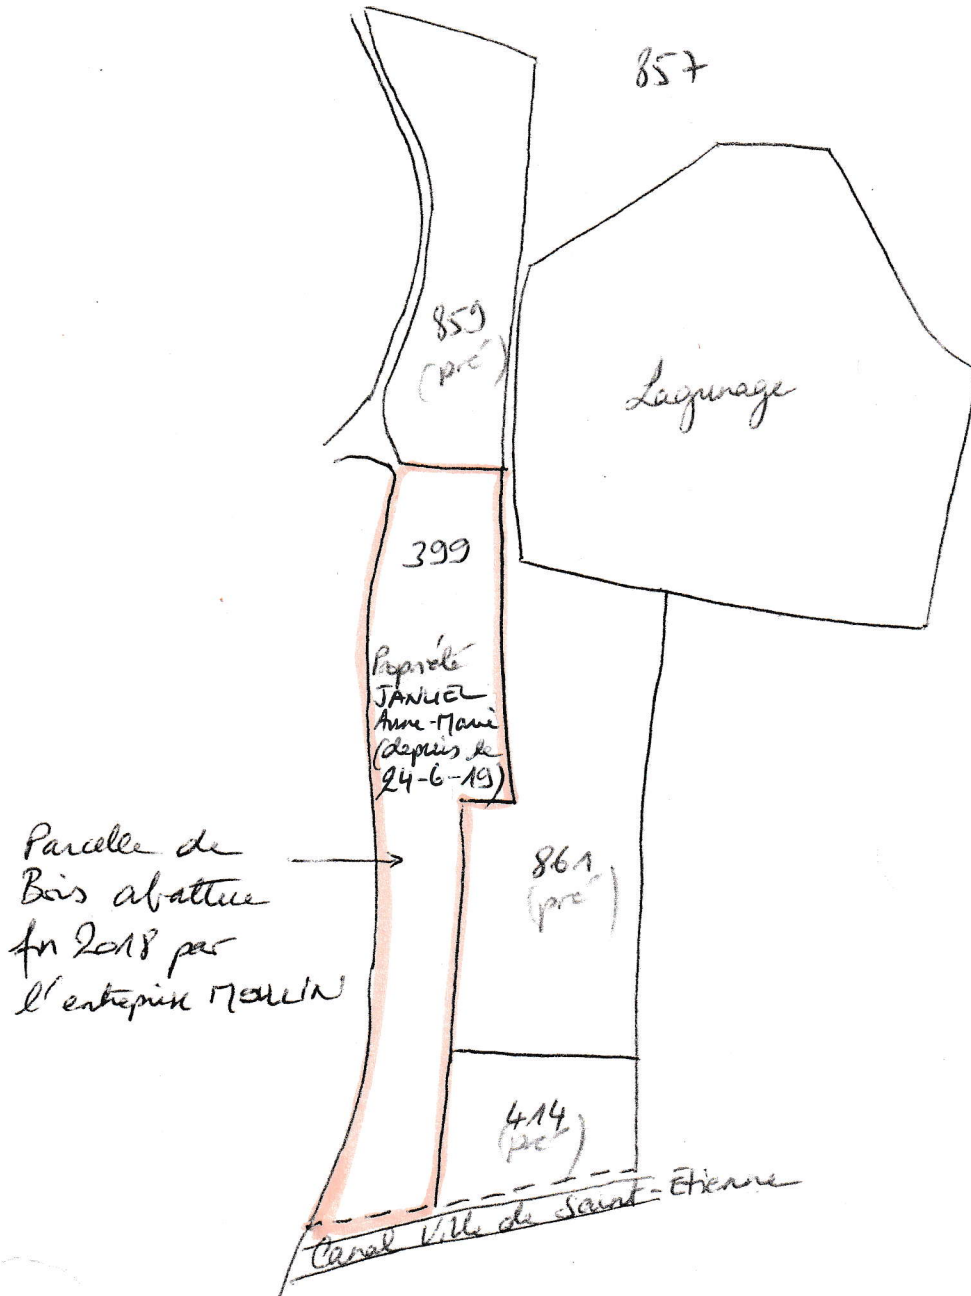 857
859
(pré)
Lagunage
399
Propriété
JANUEL
Anne-Marie
(depuis le
24-6-19)
Parcelle de
Bois abattue
fin 2018 par
l'entreprise MOULIN
861
(pré)
414
(pré)
Canal Ville de Saint-Etienne